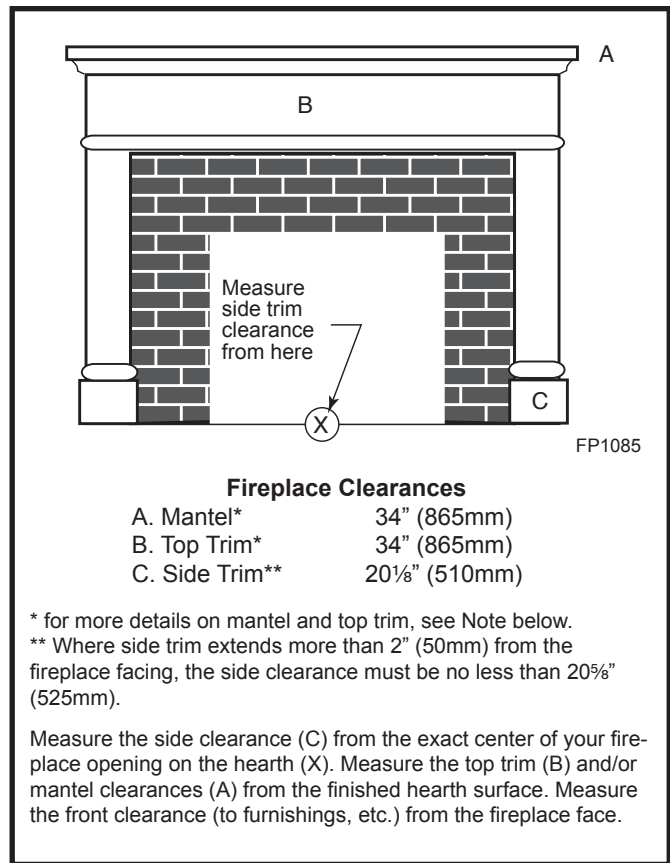 A
B
Measure
side trim
clearance
from here
C
X
FP1085
Fireplace Clearances
A. Mantel* 34” (865mm)
B. Top Trim* 34” (865mm)
C. Side Trim** 20⅛” (510mm)
* for more details on mantel and top trim, see Note below.
** Where side trim extends more than 2” (50mm) from the
fireplace facing, the side clearance must be no less than 20⅝”
(525mm).
Measure the side clearance (C) from the exact center of your fire-
place opening on the hearth (X). Measure the top trim (B) and/or
mantel clearances (A) from the finished hearth surface. Measure
the front clearance (to furnishings, etc.) from the fireplace face.